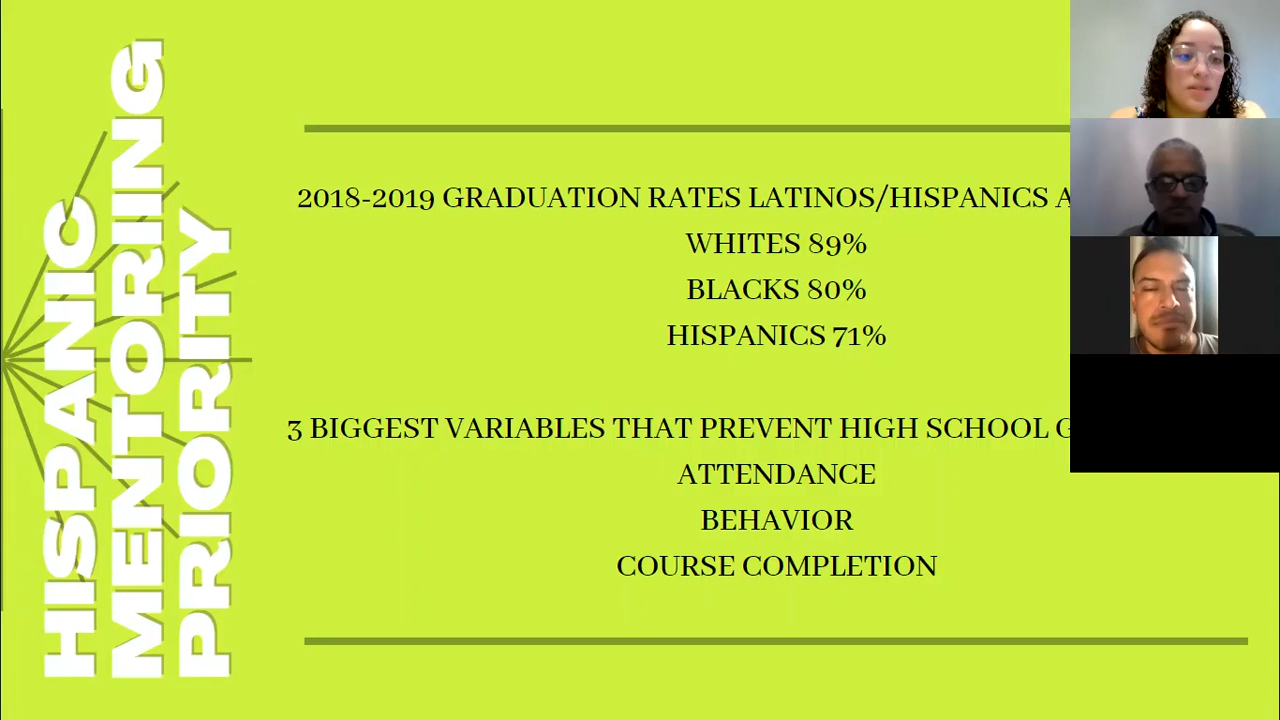 HISPANIC
MENTORIING
PRIORITY
2018-2019 GRADUATION RATES LATINOS/HISPANICS
WHITES 89%
BLACKS 80%
HISPANICS 71%
3 BIGGEST VARIABLES THAT PREVENT HIGH SCHOOL
ATTENDANCE
BEHAVIOR
COURSE COMPLETION